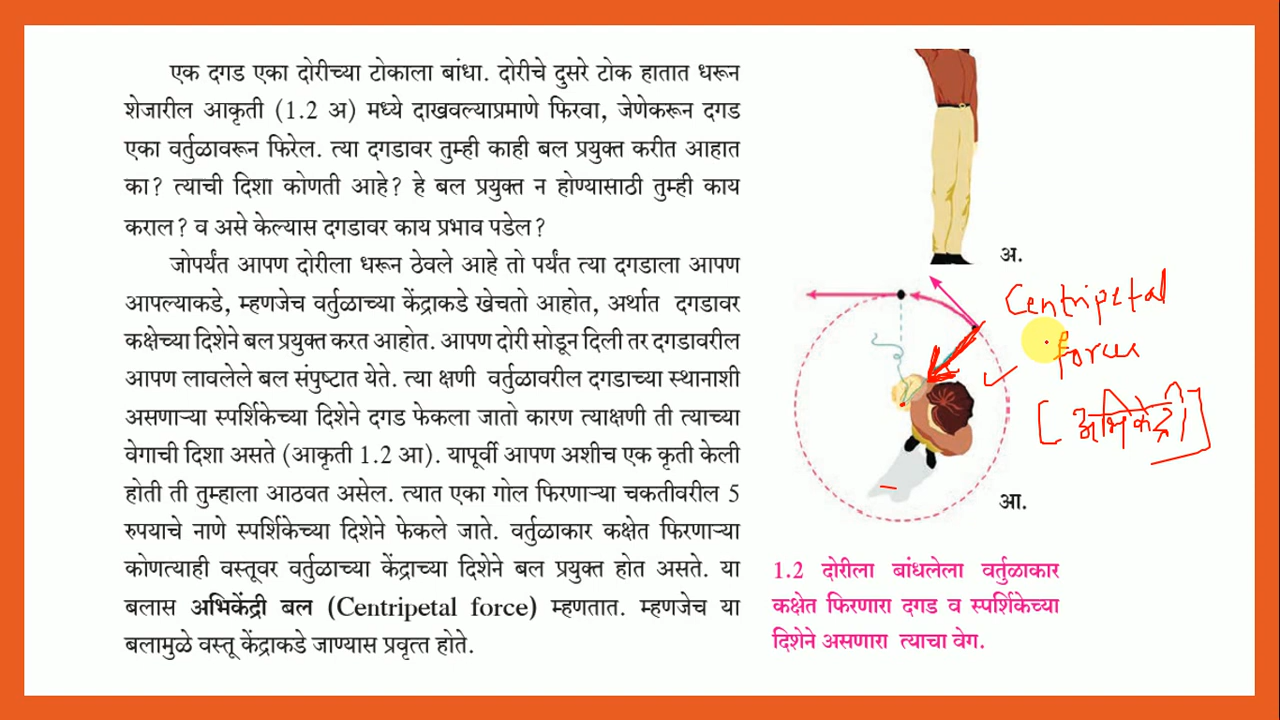 एक दगड एका दोरीच्या टोकाला बांधा. दोरीचे दुसरे टोक हातात धरून
शेजारील आकृती (1.2 अ) मध्ये दाखवल्याप्रमाणे फिरवा, जेणेकरून दगड
एका वर्तुळावरून फिरेल. त्या दगडावर तुम्ही काही बल प्रयुक्त करीत आहात
का? त्याची दिशा कोणती आहे? हे बल प्रयुक्त न होण्यासाठी तुम्ही काय
कराल? व असे केल्यास दगडावर काय प्रभाव पडेल?
जोपर्यंत आपण दोरीला धरून ठेवले आहे तो पर्यंत त्या दगडाला आपण
आपल्याकडे, म्हणजेच वर्तुळाच्या केंद्राकडे खेचतो आहोत, अर्थात दगडावर
कक्षेच्या दिशेने बल प्रयुक्त करत आहोत. आपण दोरी सोडून दिली तर दगडावरील
आपण लावलेले बल संपुष्टात येते. त्या क्षणी वर्तुळावरील दगडाच्या स्थानाशी
असणाऱ्या स्पर्शिकेच्या दिशेने दगड फेकला जातो कारण त्याक्षणी ती त्याच्या
वेगाची दिशा असते (आकृती 1.2 आ). यापूर्वी आपण अशीच एक कृती केली
होती ती तुम्हाला आठवत असेल. त्यात एका गोल फिरणाऱ्या चकतीवरील 5
रुपयाचे नाणे स्पर्शिकेच्या दिशेने फेकले जाते. वर्तुळाकार कक्षेत फिरणाऱ्या
कोणत्याही वस्तूवर वर्तुळाच्या केंद्राच्या दिशेने बल प्रयुक्त होत असते. या
बलास अभिकेंद्री बल (Centripetal force) म्हणतात. म्हणजेच या
बलामुळे वस्तू केंद्राकडे जाण्यास प्रवृत्त होते.
अ.
Centripetal
force
[अभिकेंद्री]
आ.
1.2 दोरीला बांधलेला वर्तुळाकार
कक्षेत फिरणारा दगड व स्पर्शिकेच्या
दिशेने असणारा त्याचा वेग.